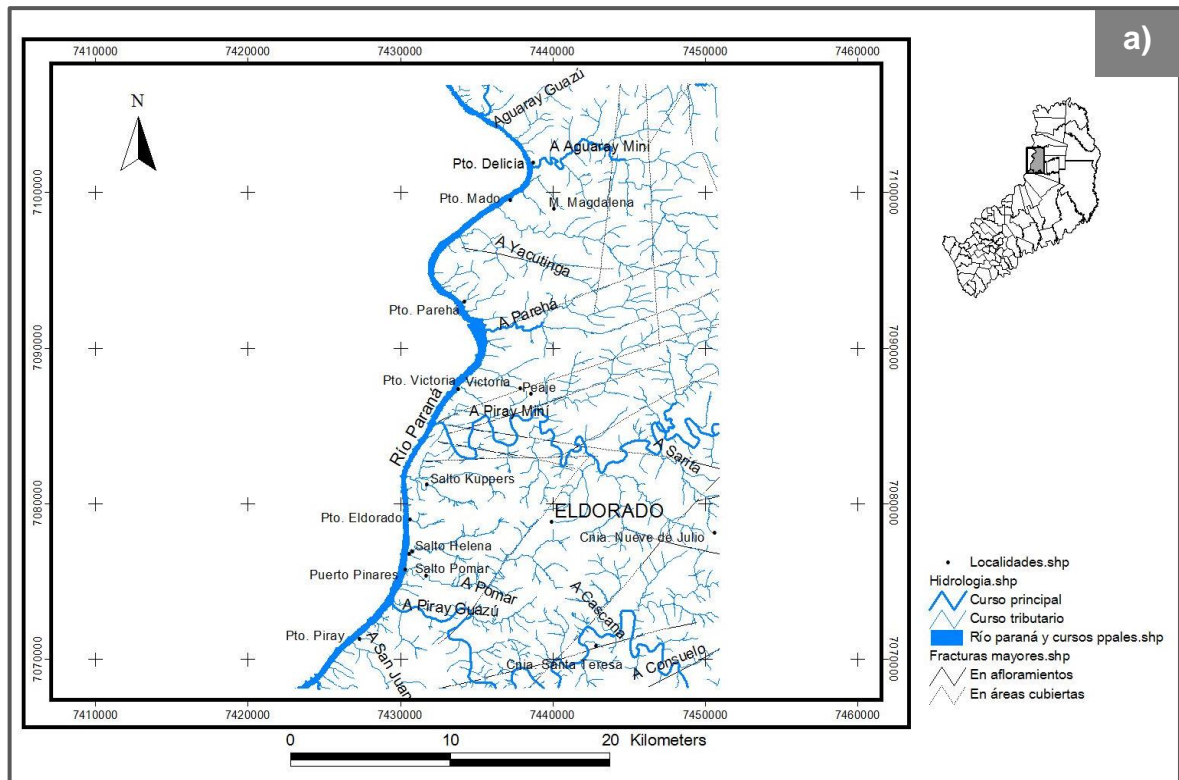 a)
7410000 7420000 7430000 7440000 7450000 7460000
N
Aguaray Guazú
A Aguaray Mini
Pto. Delicia
7100000 7100000
Pto. Mado
M. Magdalena
A Yacutinga
Pto. Pareha
A Parehá
7090000 7090000
Pto. Victoria Victoria Peaje
A Piray Miní
Río Paraná
A Sarita
Salto Kuppers
7080000 7080000
Pto. Eldorado
ELDORADO
Cnia. Nueve de Julio
Salto Helena
Puerto Pinares
Salto Pomar
A Pomar
A Cascana
A Piray Guazú
Pto. Piray
A San Juan
7070000 7070000
Cnia. Santa Teresa
A Consuelo
7410000 7420000 7430000 7440000 7450000 7460000
0 10 20 Kilometers
Localidades.shp
Hidrologia.shp
Curso principal
Curso tributario
Río paraná y cursos ppales.shp
Fracturas mayores.shp
En afloramientos
En áreas cubiertas